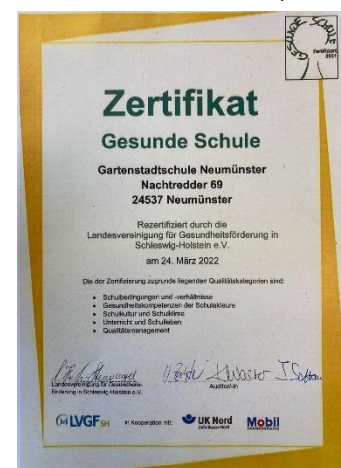 GESUNDE SCHULE
Zertifiziert
Zertifikat
Gesunde Schule
Gartenstadtschule Neumünster
Nachtredder 69
24537 Neumünster
Rezertifiziert durch die
Landesvereinigung für Gesundheitsförderung in
Schleswig-Holstein e.V.
am 24. März 2022
Die der Zertifizierung zugrunde liegenden Qualitätskategorien sind:
• Schulbedingungen und -verhältnisse
• Gesundheitskompetenzen der Schulakteure
• Schulkultur und Schulklima
• Unterricht und Schulleben
• Qualitätsmanagement
Landesvereinigung für Gesundheits-
förderung in Schleswig-Holstein e.V.
Auditor/-in
LVGF SH
in Kooperation mit:
UK Nord
Mobil